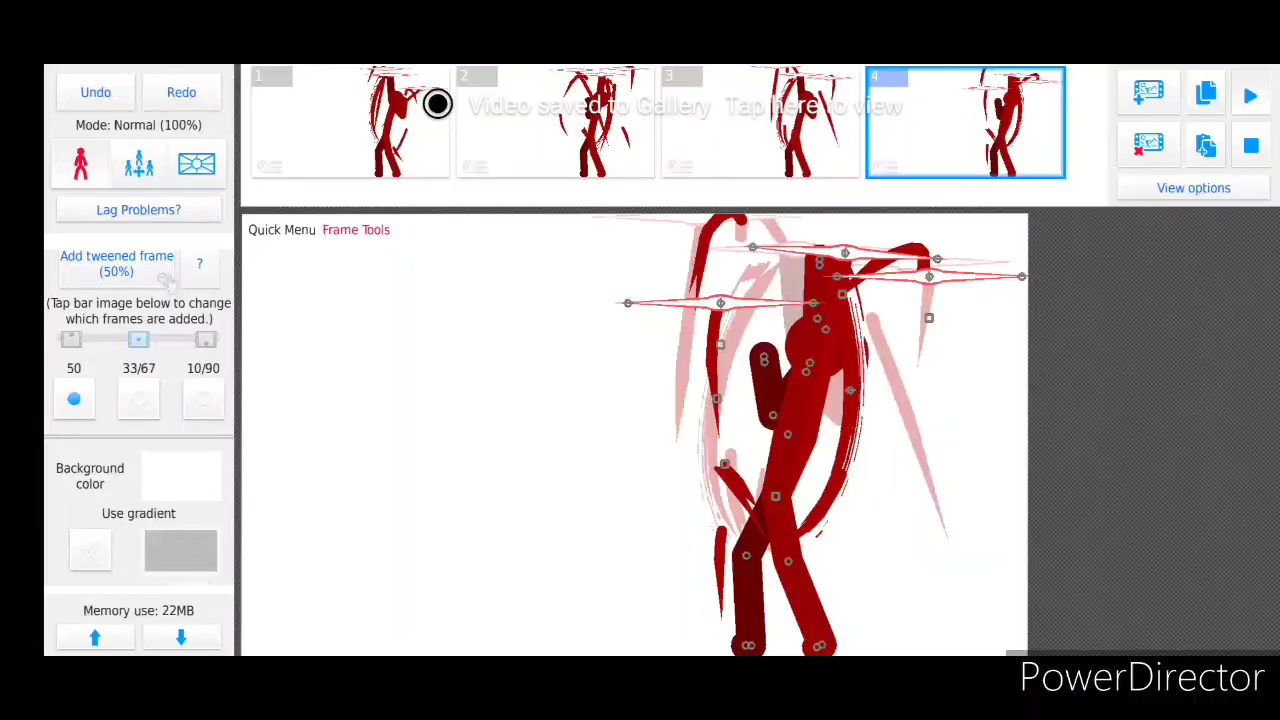 Undo
Redo
Mode: Normal (100%)
Lag Problems?
Add tweened frame
(50%)
?
(Tap bar image below to change
which frames are added.)
50
33/67
10/90
Background
color
Use gradient
Memory use: 22MB
1
2
3
4
Video saved to Gallery Tap here to view
View options
Quick Menu
Frame Tools
PowerDirector